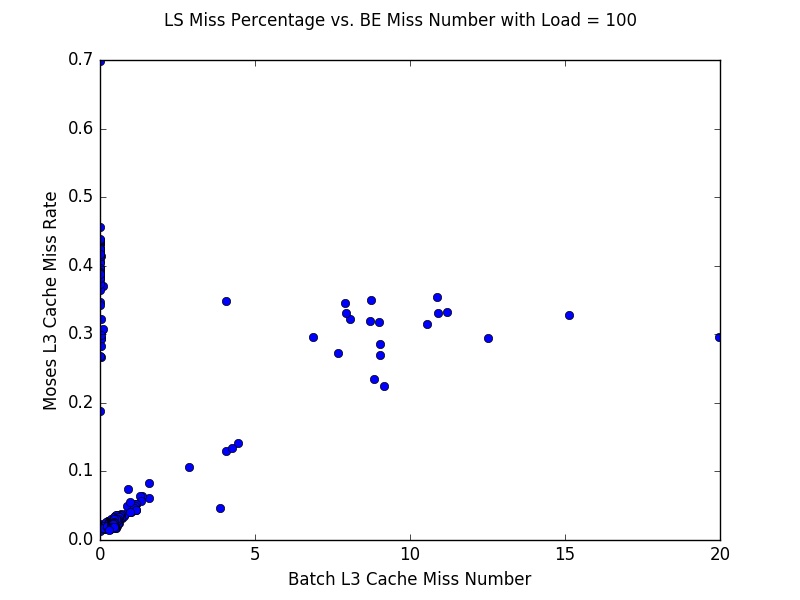 LS Miss Percentage vs. BE Miss Number with Load = 100
0.7
0.6
0.5
0.4
0.3
0.2
0.1
0.0
Moses L3 Cache Miss Rate
0 5 10 15 20
Batch L3 Cache Miss Number